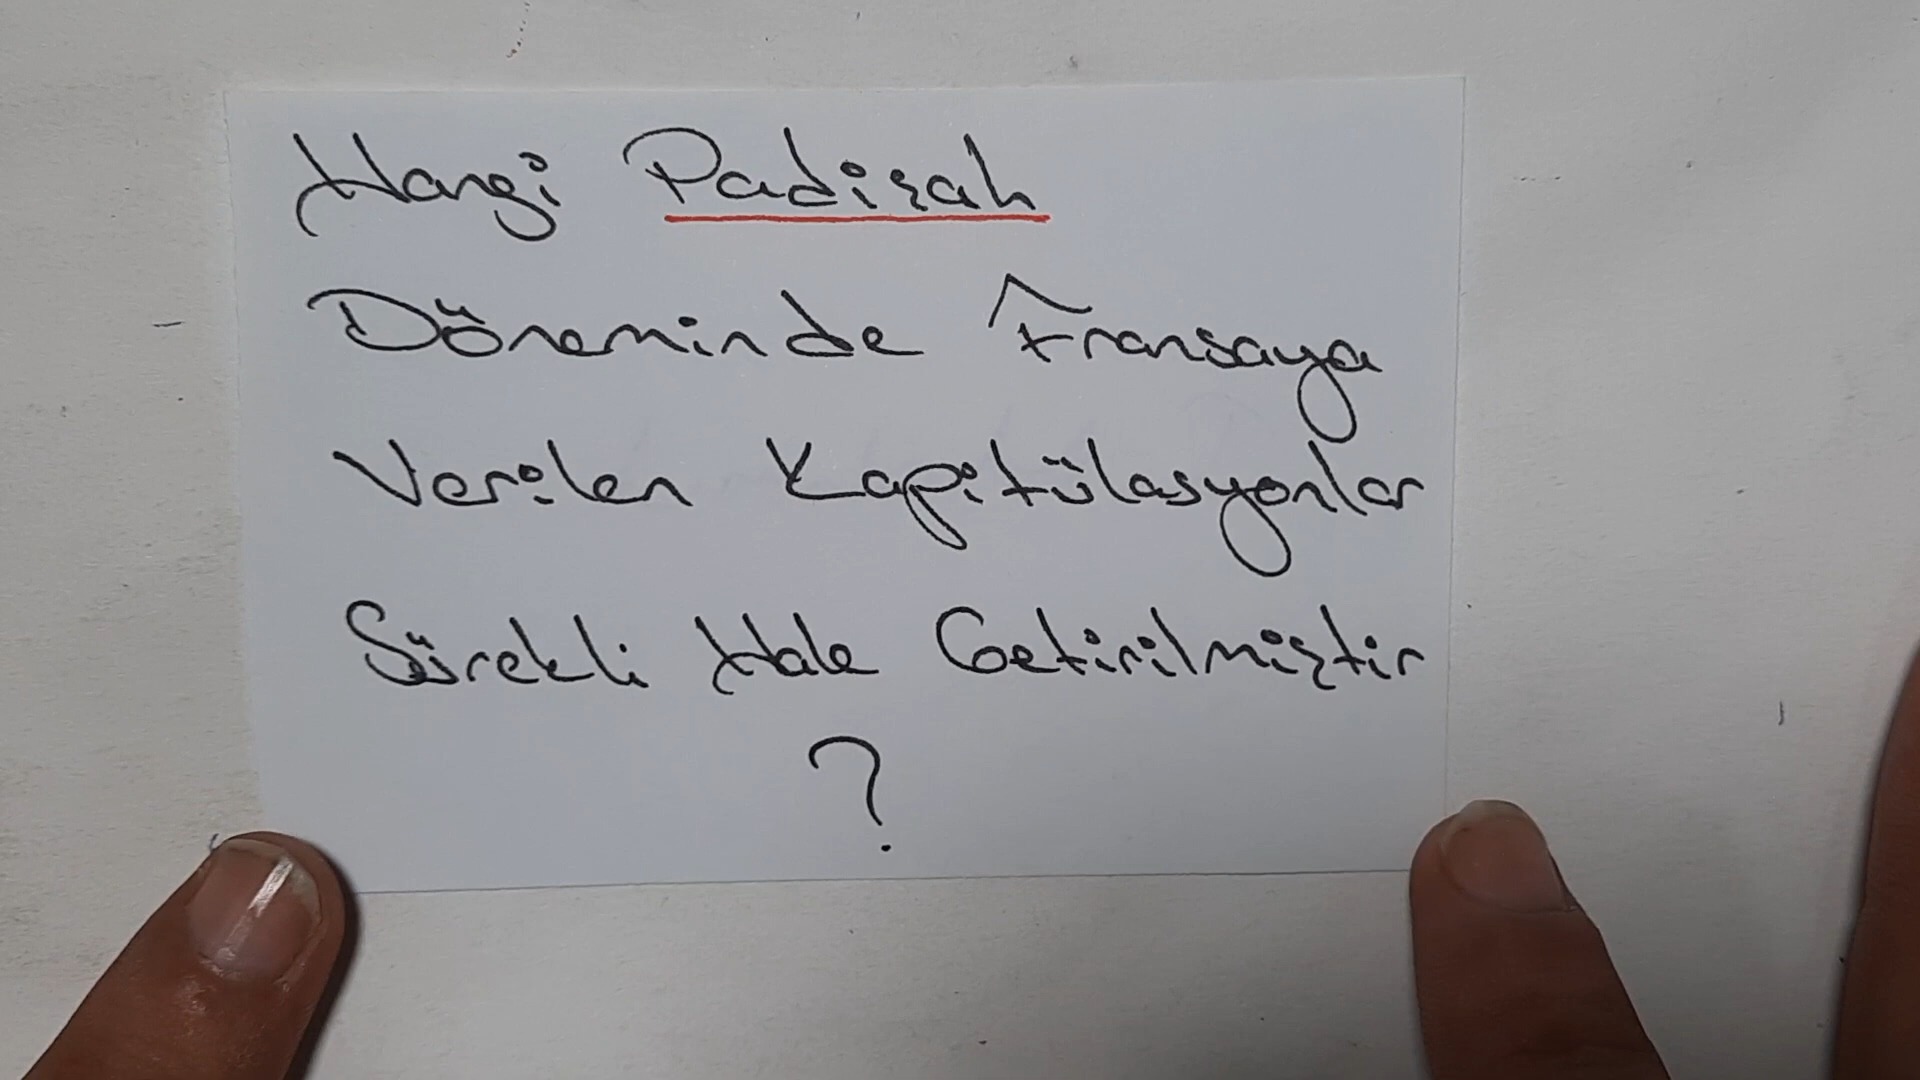 Hangi Padişah
Döneminde Fransaya
Verilen Kapitülasyonlar
Sürekli Hale Getirilmiştir
?